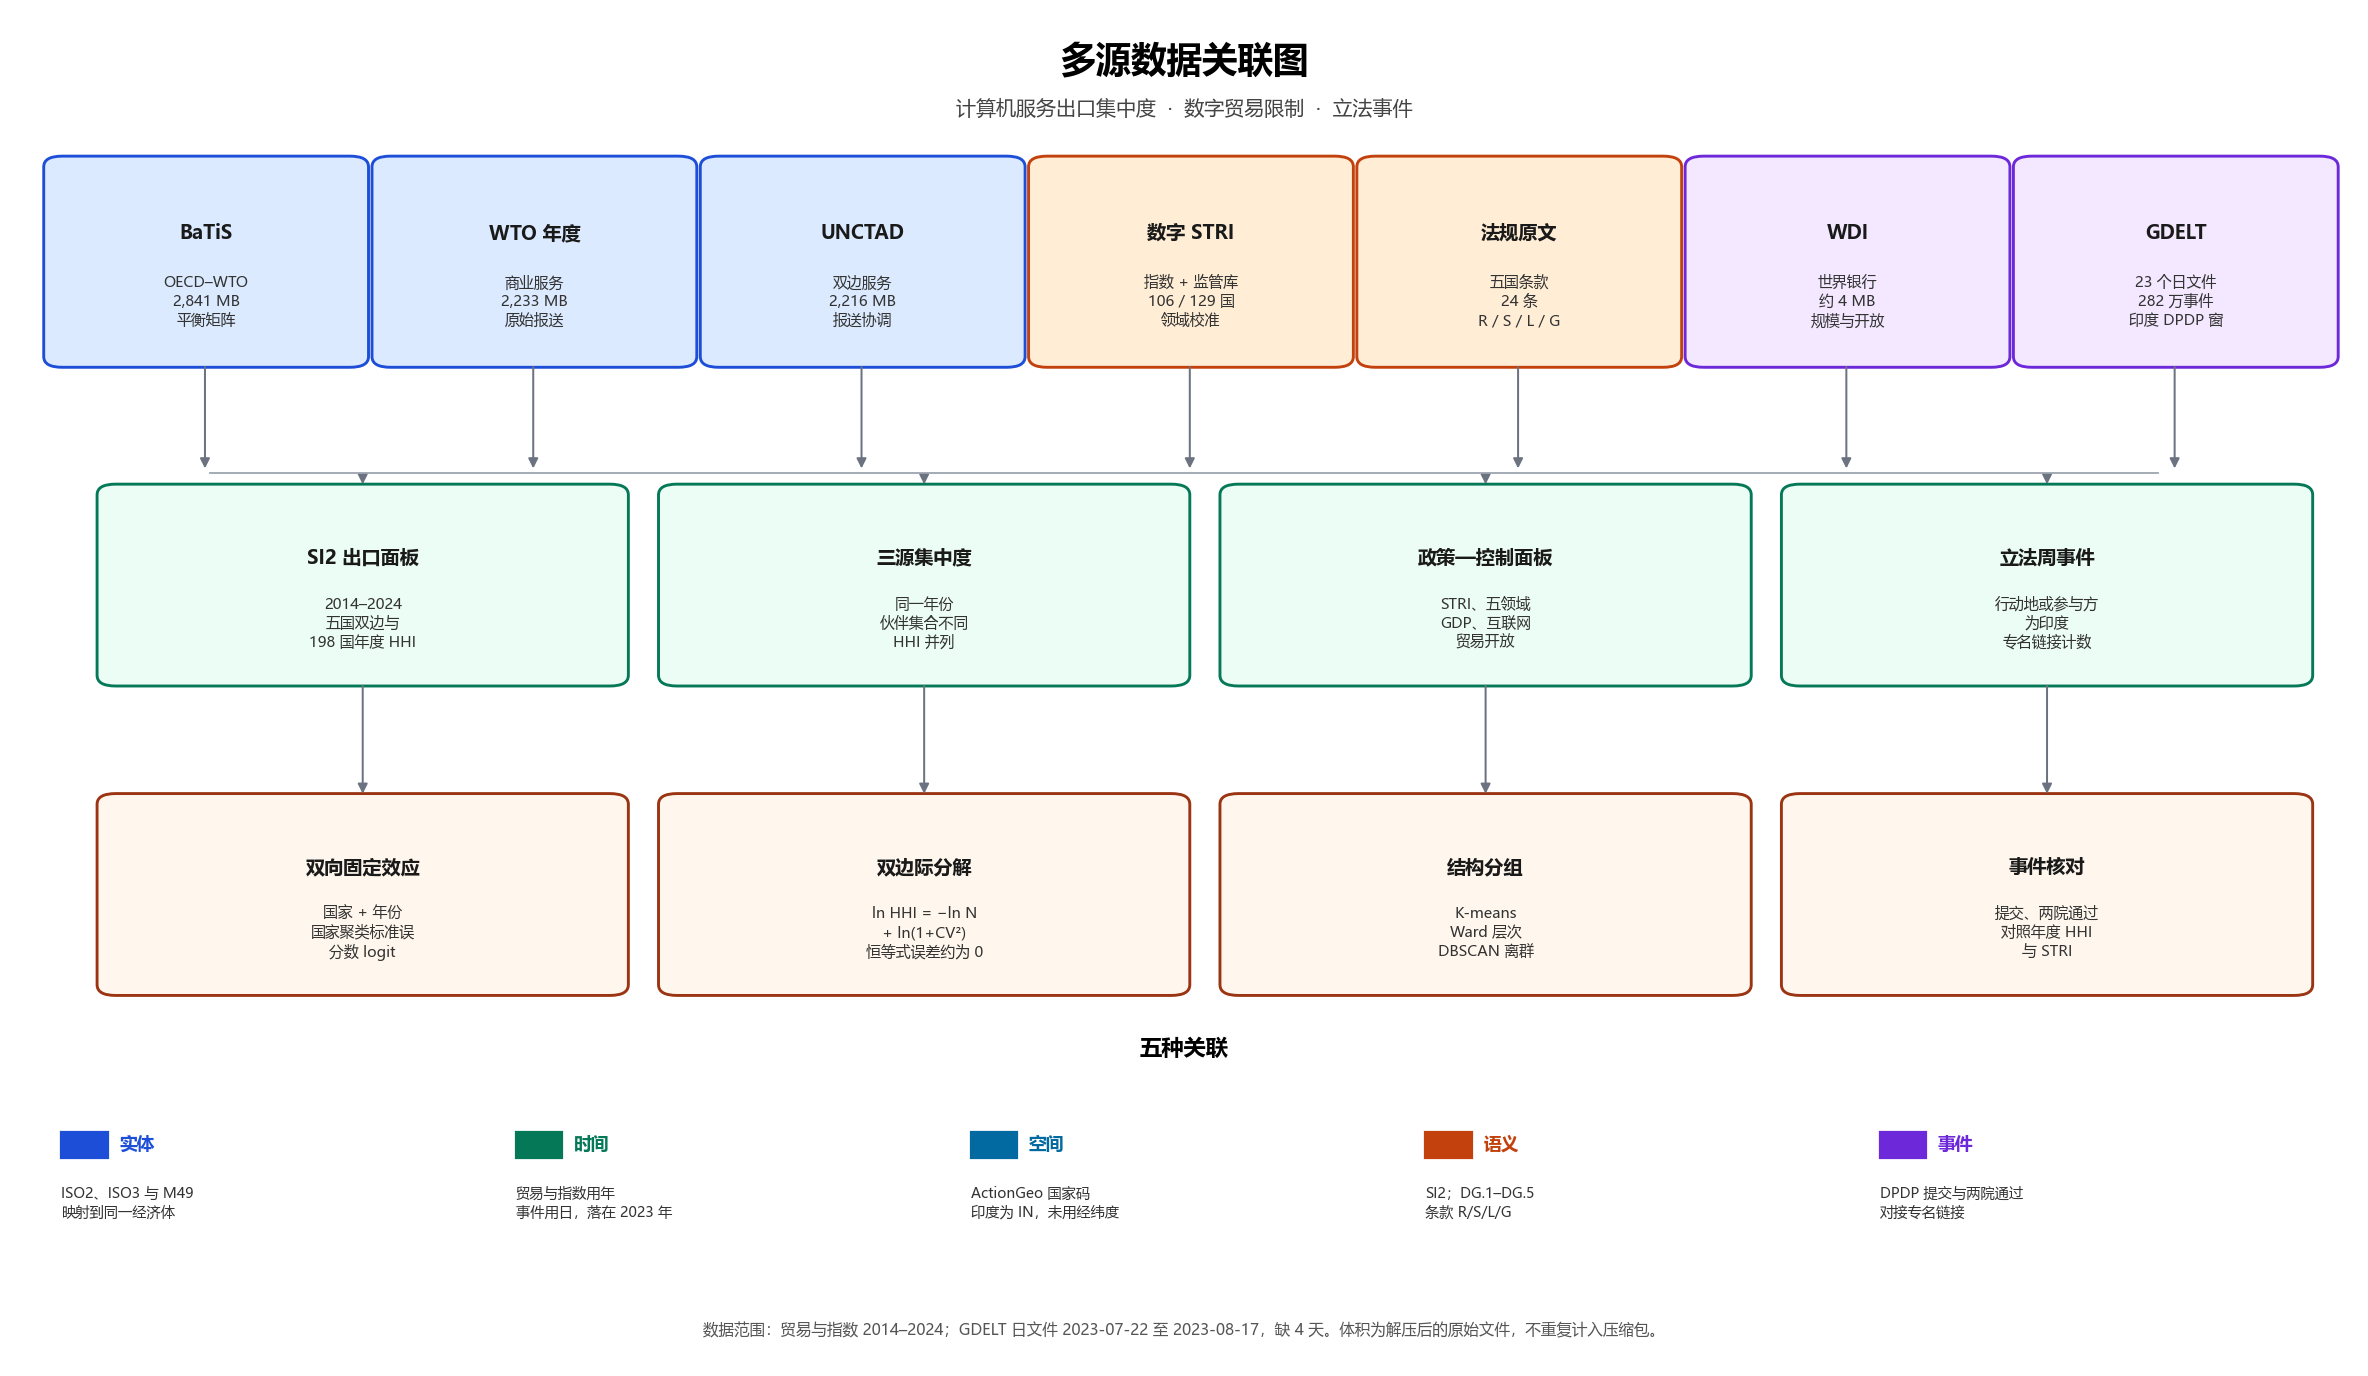 多源数据关联图
计算机服务出口集中度 · 数字贸易限制 · 立法事件
BaTiS
OECD–WTO
2,841 MB
平衡矩阵
WTO 年度
商业服务
2,233 MB
原始报送
UNCTAD
双边服务
2,216 MB
报送协调
数字 STRI
指数 + 监管库
106 / 129 国
领域校准
法规原文
五国条款
24 条
R / S / L / G
WDI
世界银行
约 4 MB
规模与开放
GDELT
23 个日文件
282 万事件
印度 DPDP 窗
SI2 出口面板
2014–2024
五国双边与
198 国年度 HHI
三源集中度
同一年份
伙伴集合不同
HHI 并列
政策—控制面板
STRI、五领域
GDP、互联网
贸易开放
立法周事件
行动地或参与方
为印度
专名链接计数
双向固定效应
国家 + 年份
国家聚类标准误
分数 logit
双边际分解
ln HHI = −ln N
+ ln(1+CV²)
恒等式误差约为 0
结构分组
K-means
Ward 层次
DBSCAN 离群
事件核对
提交、两院通过
对照年度 HHI
与 STRI
五种关联
实体
ISO2、ISO3 与 M49
映射到同一经济体
时间
贸易与指数用年
事件用日，落在 2023 年
空间
ActionGeo 国家码
印度为 IN，未用经纬度
语义
SI2；DG.1–DG.5
条款 R/S/L/G
事件
DPDP 提交与两院通过
对接专名链接
数据范围：贸易与指数 2014–2024；GDELT 日文件 2023-07-22 至 2023-08-17，缺 4 天。体积为解压后的原始文件，不重复计入压缩包。